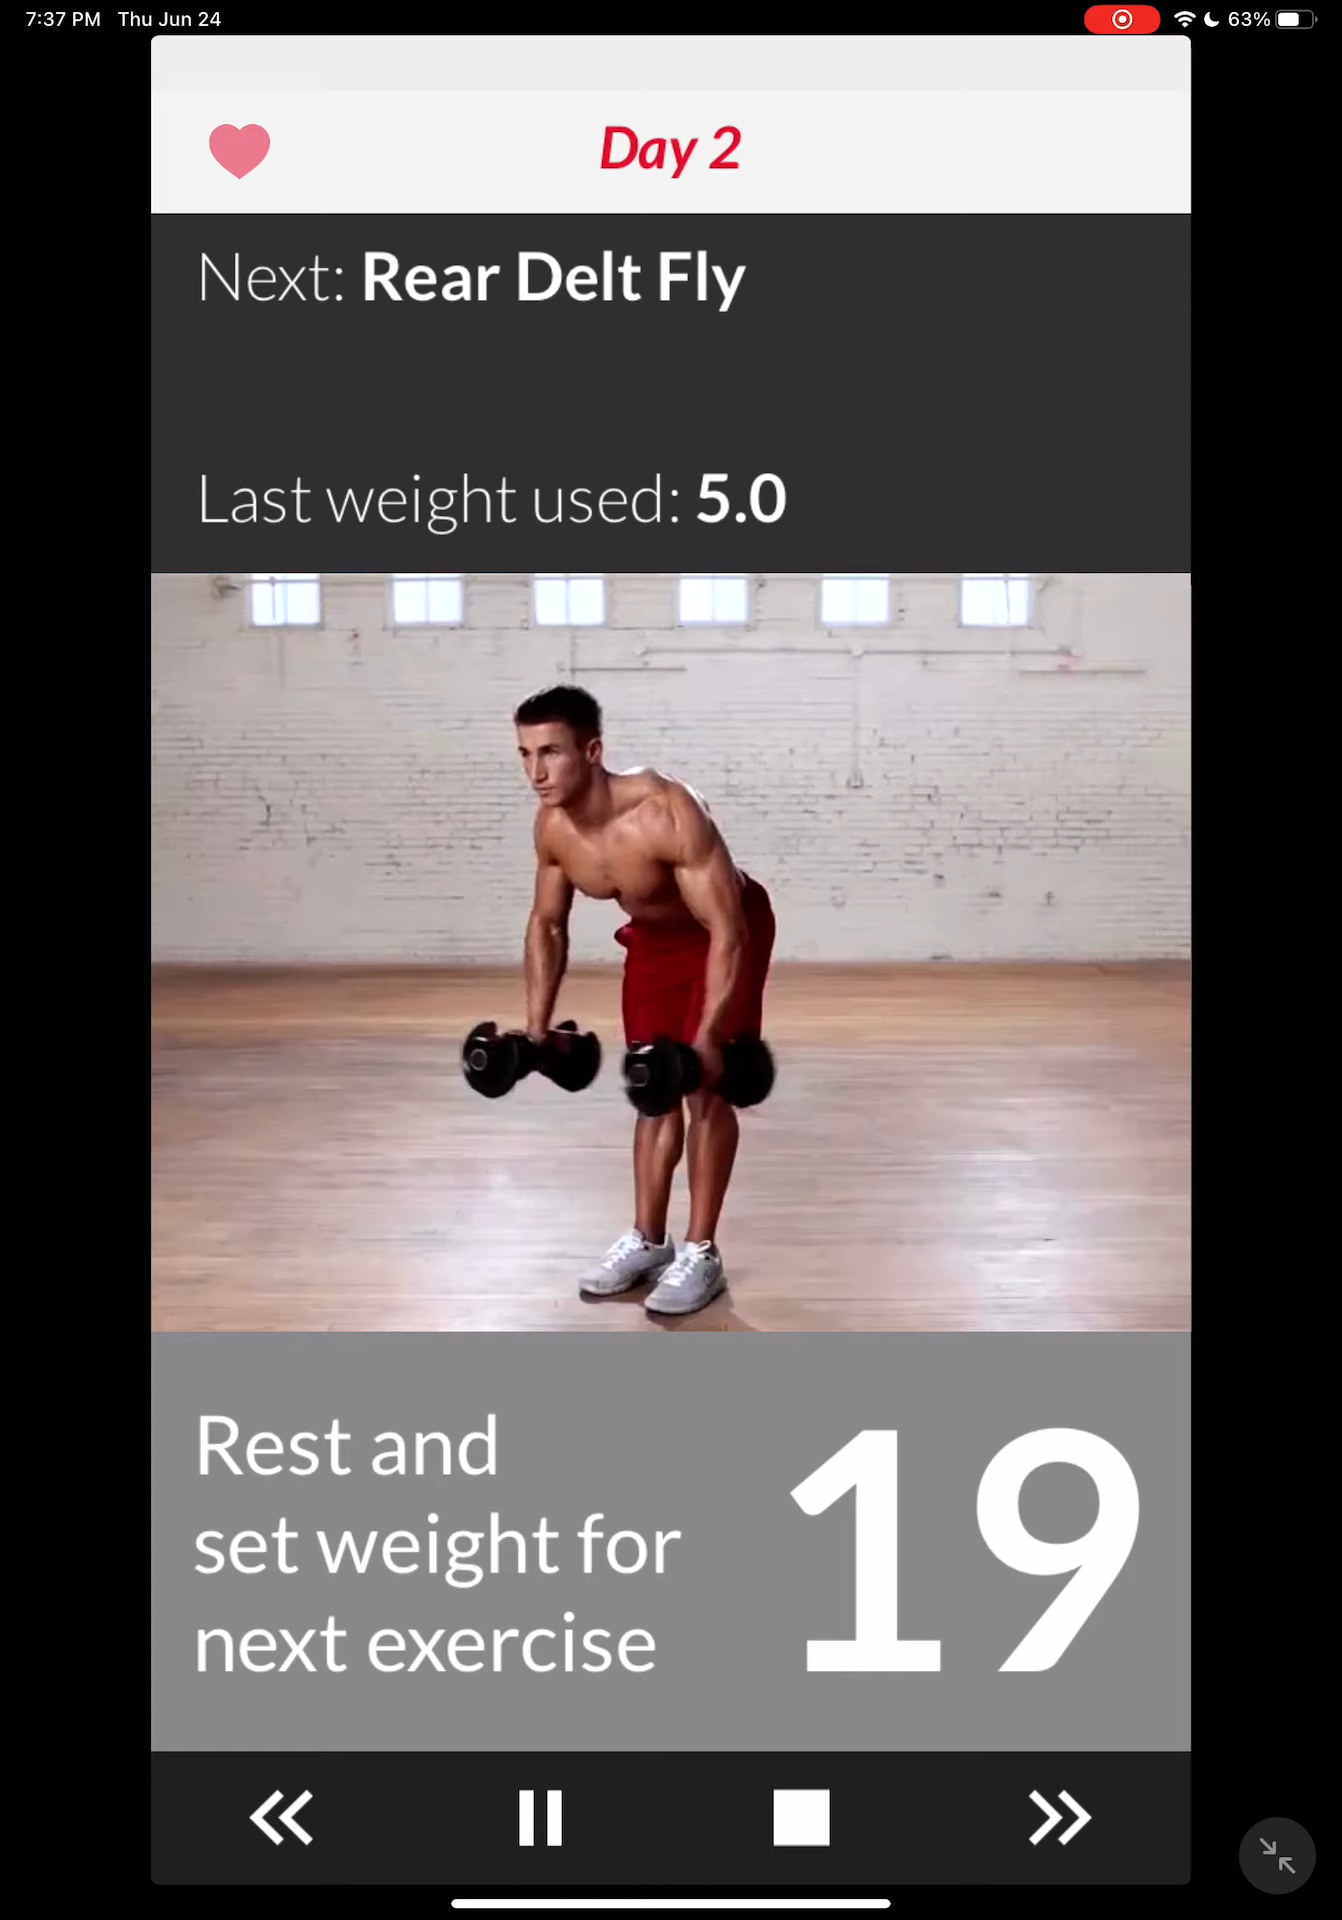 7:37 PM Thu Jun 24
63%
Day 2
Next: Rear Delt Fly
Last weight used: 5.0
Rest and
set weight for
next exercise
19